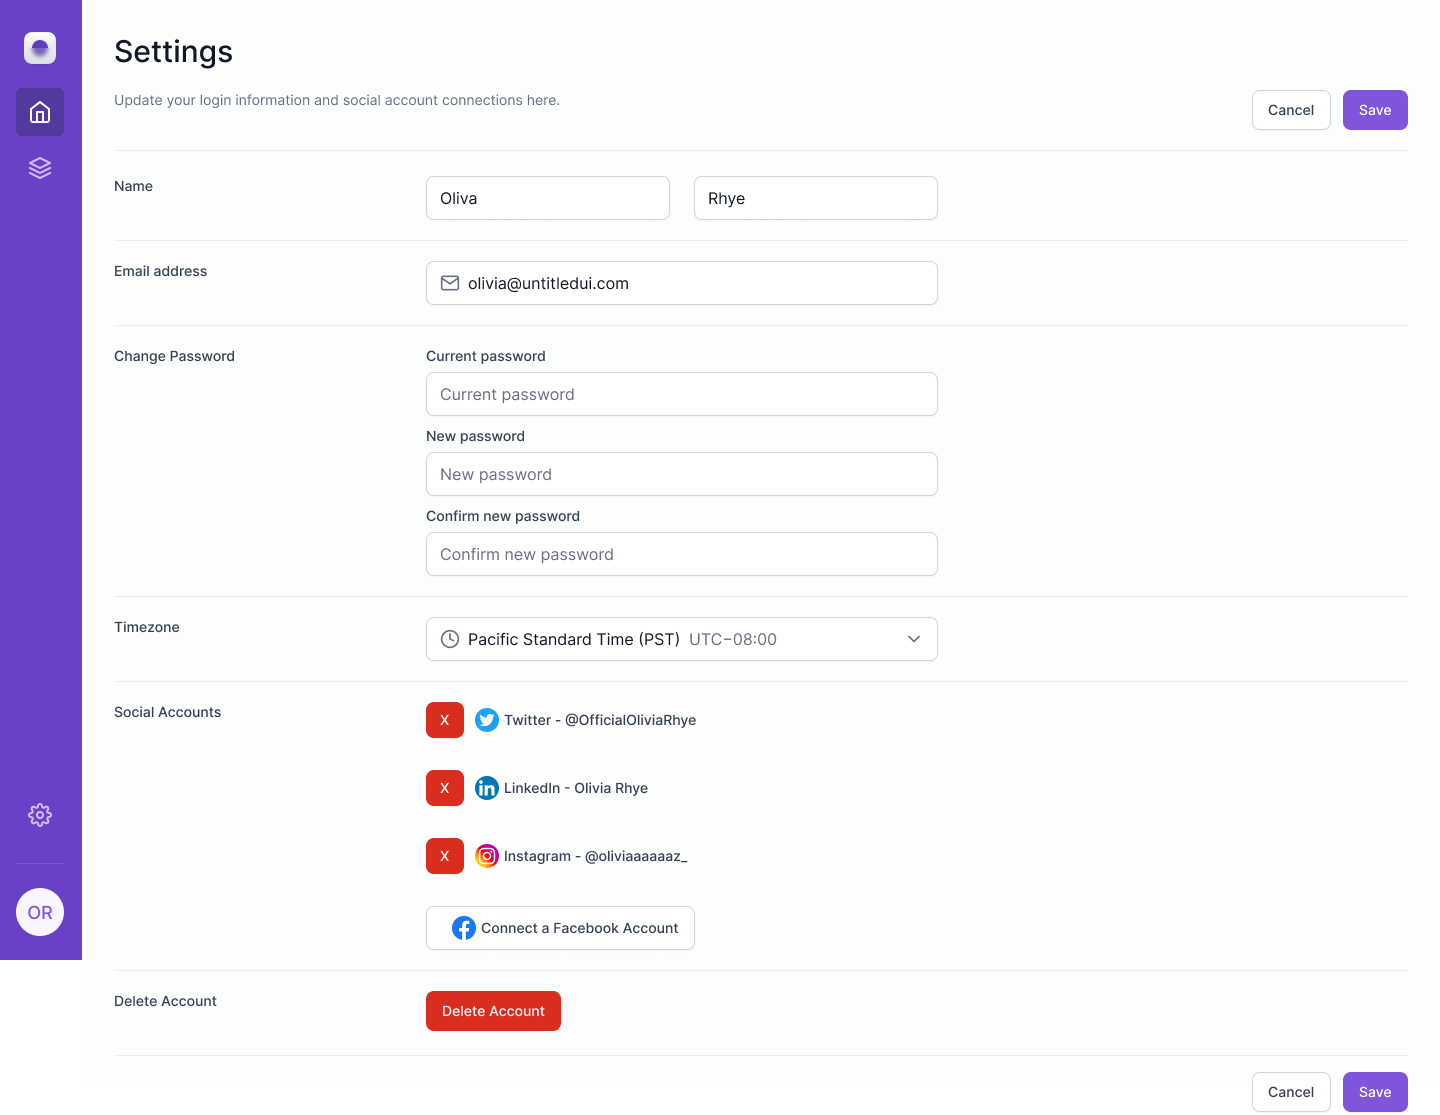 Settings
Update your login information and social account connections here.
Cancel
Save
Name
Oliva
Rhye
Email address
olivia@untitledui.com
Change Password
Current password
Current password
New password
New password
Confirm new password
Confirm new password
Timezone
Pacific Standard Time (PST) UTC−08:00
Social Accounts
X Twitter - @OfficialOliviaRhye
X LinkedIn - Olivia Rhye
X Instagram - @oliviaaaaaaz_
Connect a Facebook Account
OR
Delete Account
Delete Account
Cancel
Save